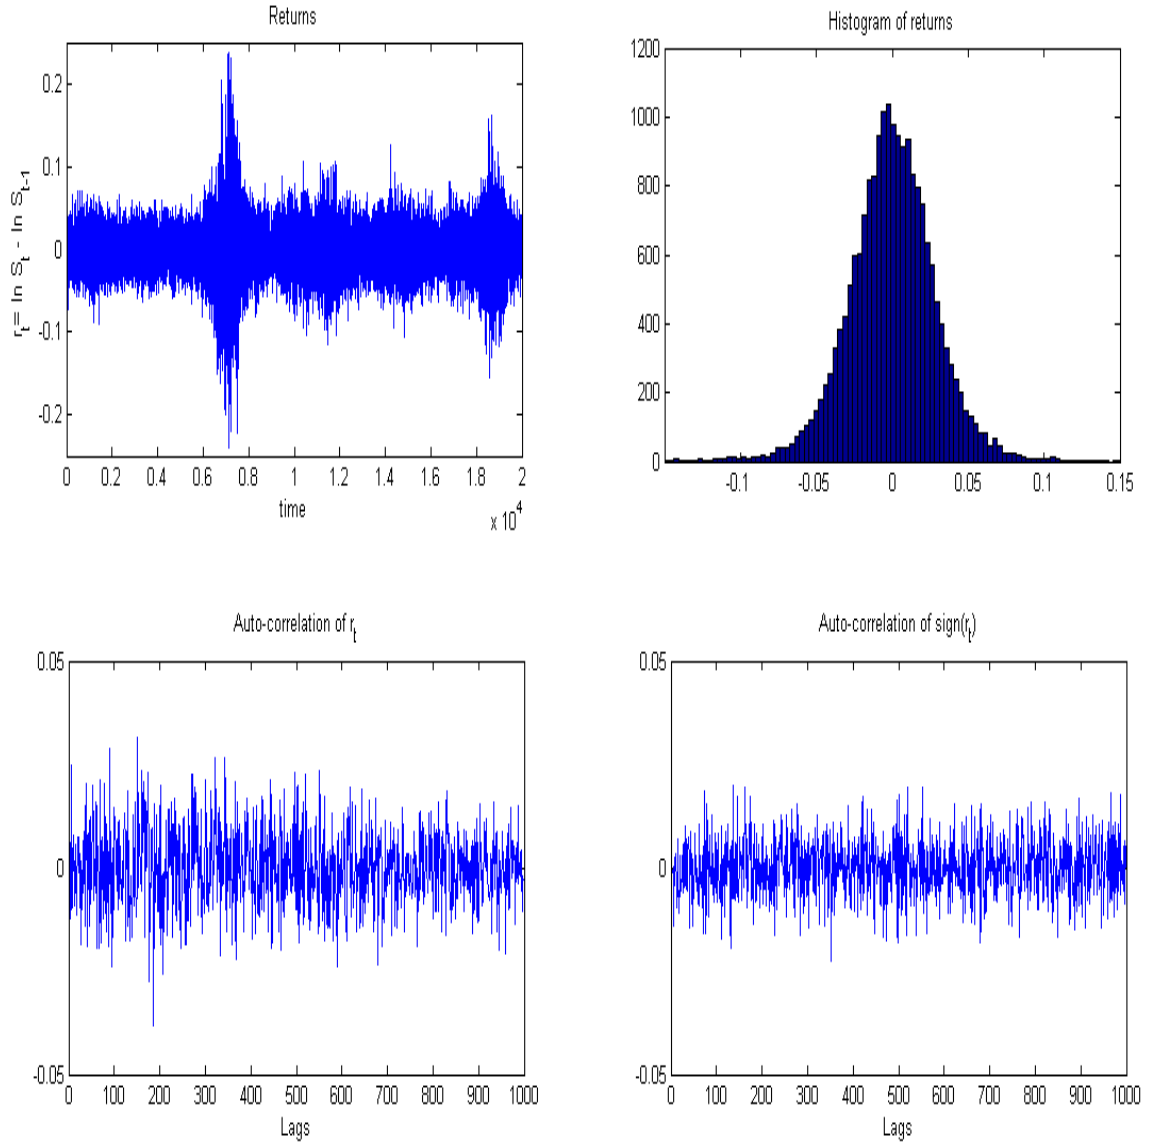 Returns
0.2
0.1
0
-0.1
-0.2
r_t = ln S_t - ln S_{t-1}
0 0.2 0.4 0.6 0.8 1 1.2 1.4 1.6 1.8 2
time
x 10^4
Histogram of returns
1200
1000
800
600
400
200
0
-0.1 -0.05 0 0.05 0.1 0.15
Auto-correlation of r_t
0.05
0
-0.05
0 100 200 300 400 500 600 700 800 900 1000
Lags
Auto-correlation of sign(r_t)
0.05
0
-0.05
0 100 200 300 400 500 600 700 800 900 1000
Lags